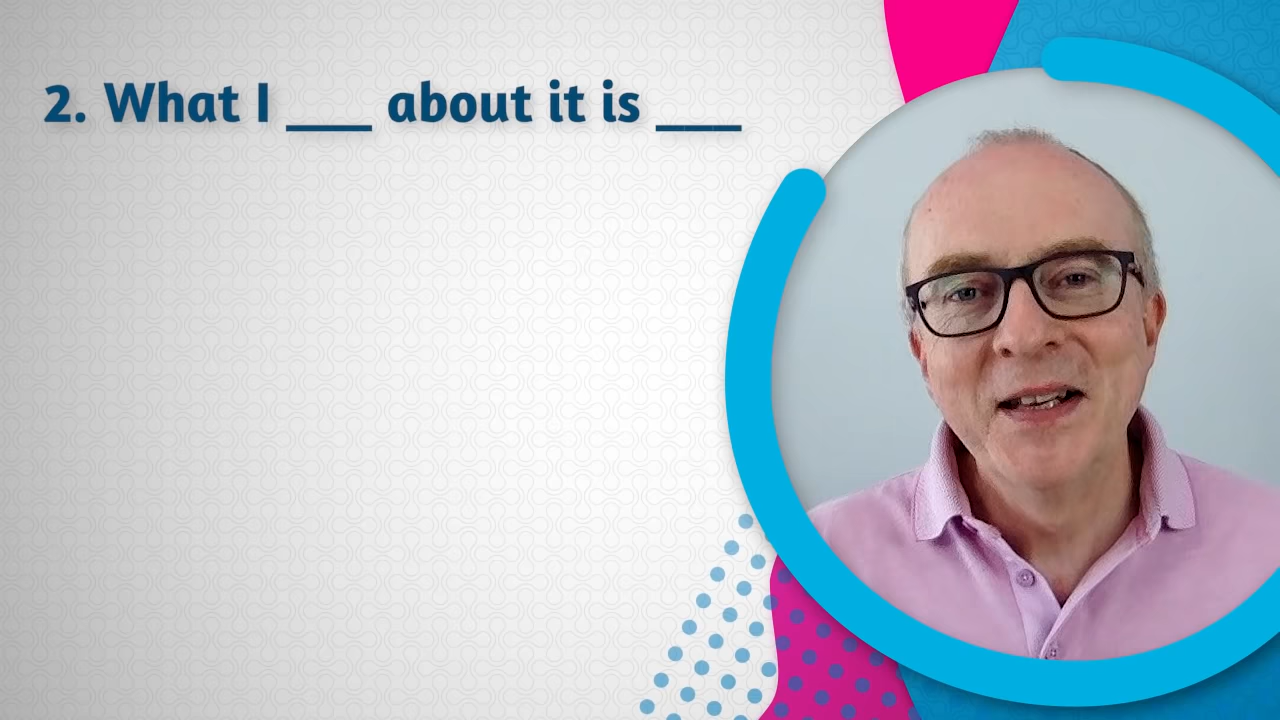 2. What I ___ about it is ___